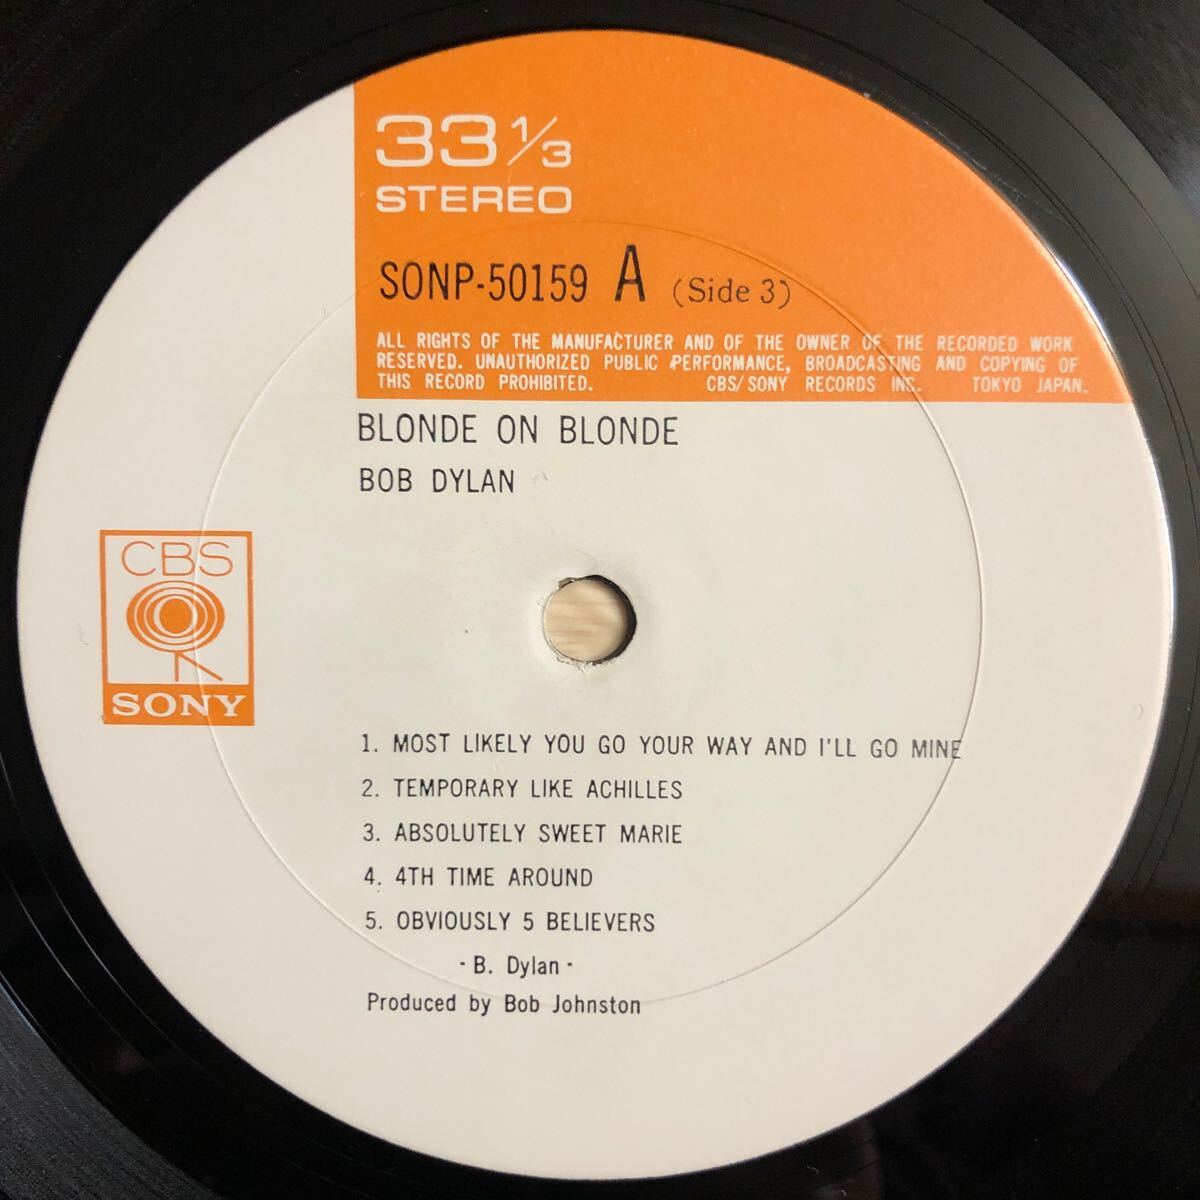 33 1/3
STEREO
SONP-50159 A (Side 3)
ALL RIGHTS OF THE MANUFACTURER AND OF THE OWNER OF THE RECORDED WORK
RESERVED. UNAUTHORIZED PUBLIC PERFORMANCE, BROADCASTING AND COPYING OF
THIS RECORD PROHIBITED. CBS/SONY RECORDS INC. TOKYO JAPAN.
BLONDE ON BLONDE
BOB DYLAN
CBS
SONY
1. MOST LIKELY YOU GO YOUR WAY AND I'LL GO MINE
2. TEMPORARY LIKE ACHILLES
3. ABSOLUTELY SWEET MARIE
4. 4TH TIME AROUND
5. OBVIOUSLY 5 BELIEVERS
- B. Dylan -
Produced by Bob Johnston